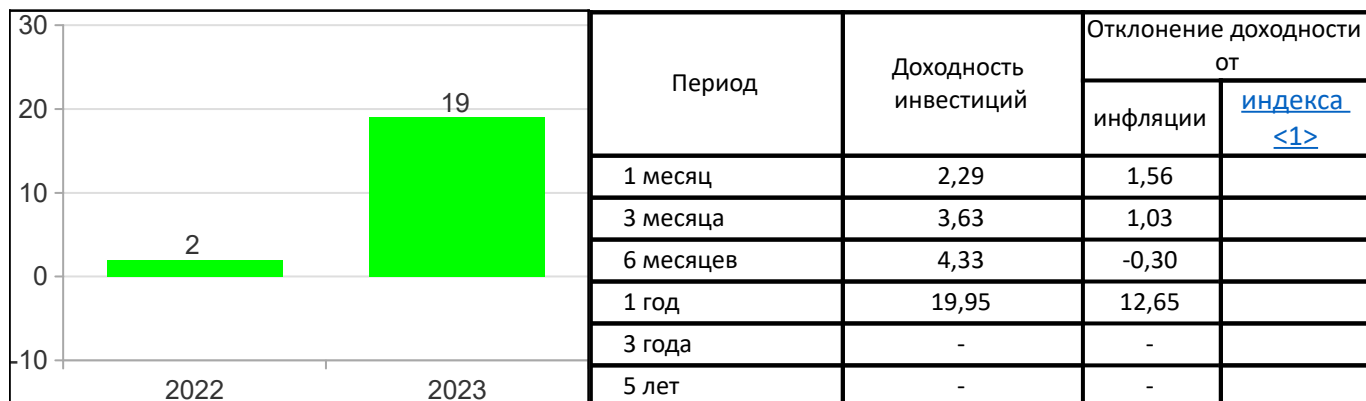 30
20
10
0
-10
2
19
2022
2023
Период
Доходность
инвестиций
Отклонение доходности
от
инфляции
индекса
<1>
1 месяц 2,29 1,56
3 месяца 3,63 1,03
6 месяцев 4,33 -0,30
1 год 19,95 12,65
3 года - -
5 лет - -